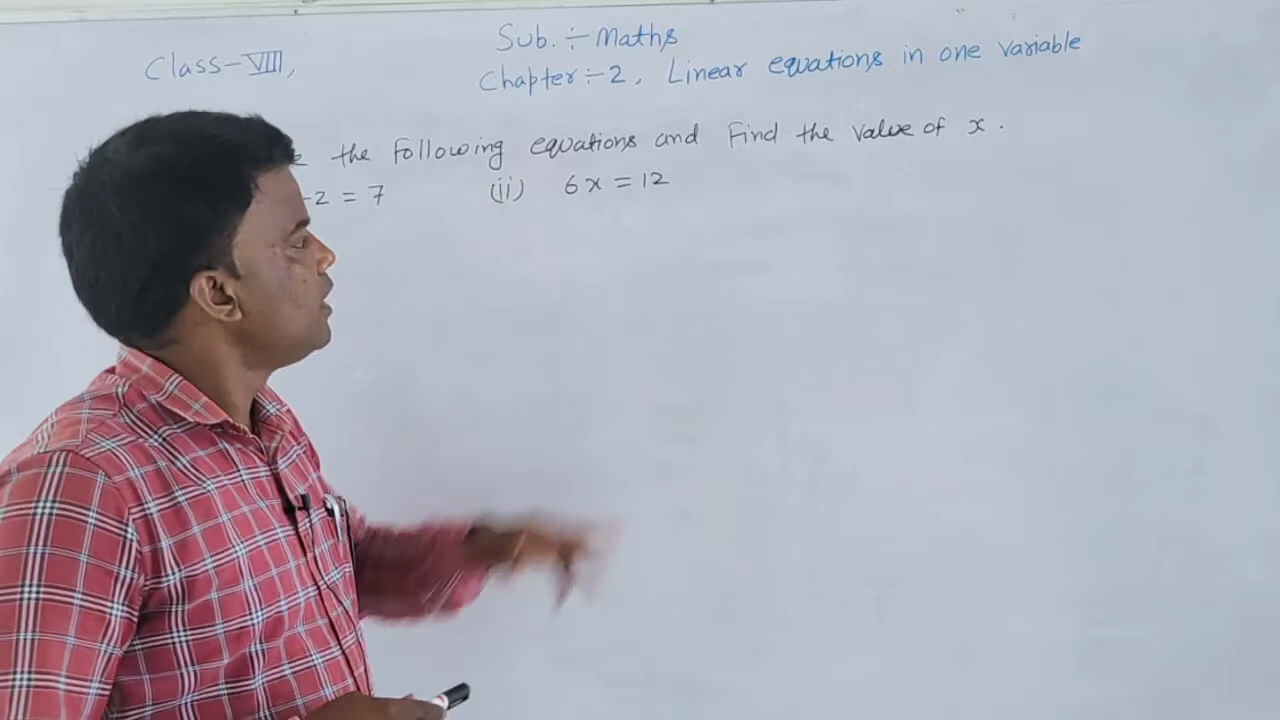 Sub. ÷ Maths
Class-VIII,
Chapter ÷ 2, Linear equations in one variable
the following equations and Find the value of x.
-2 = 7 (ii) 6x = 12